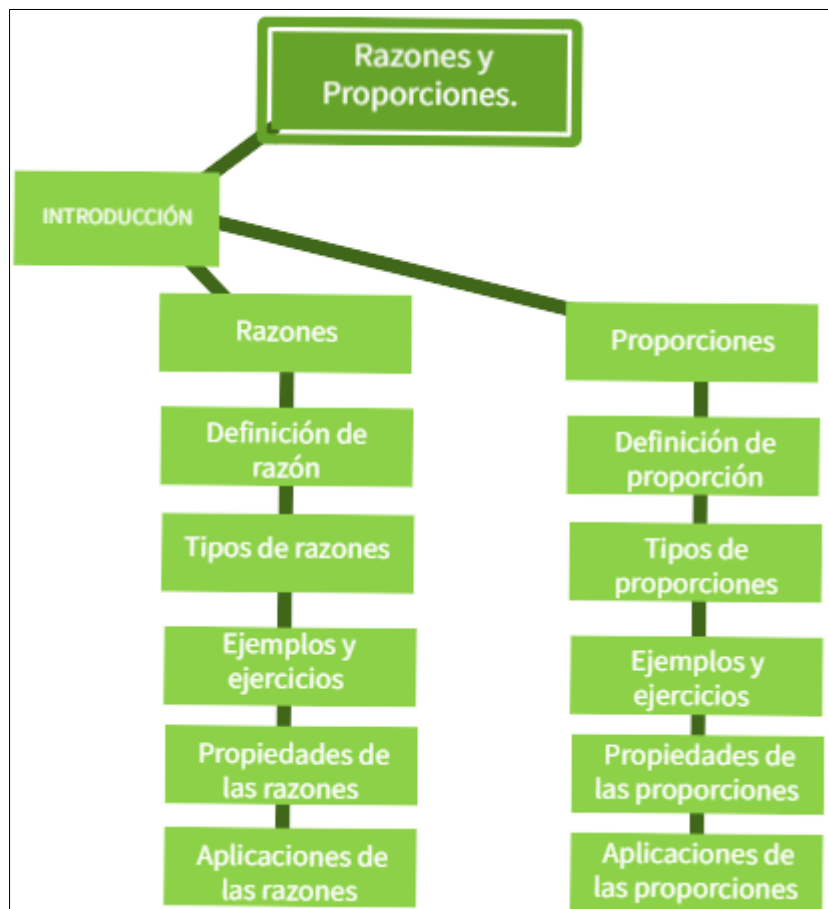 Razones y
Proporciones.
INTRODUCCIÓN
Razones
Definición de
razón
Tipos de razones
Ejemplos y
ejercicios
Propiedades de
las razones
Aplicaciones de
las razones
Proporciones
Definición de
proporción
Tipos de
proporciones
Ejemplos y
ejercicios
Propiedades de
las proporciones
Aplicaciones de
las proporciones